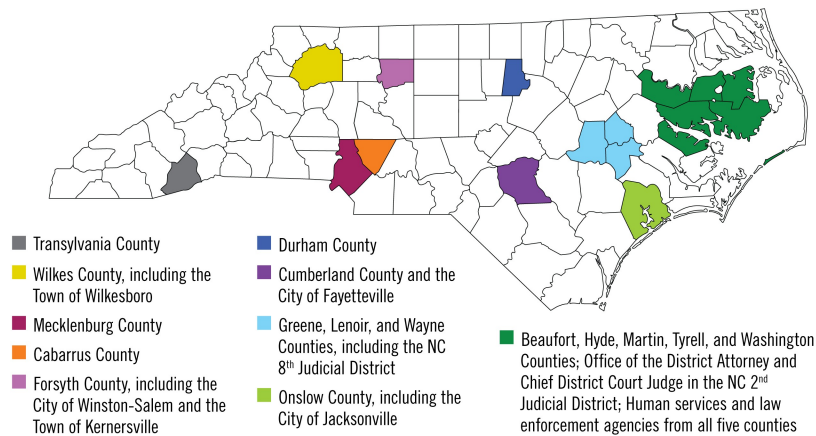 Transylvania County
Wilkes County, including the
Town of Wilkesboro
Mecklenburg County
Cabarrus County
Forsyth County, including the
City of Winston-Salem and the
Town of Kernersville
Durham County
Cumberland County and the
City of Fayetteville
Greene, Lenoir, and Wayne
Counties, including the NC
8th Judicial District
Onslow County, including the
City of Jacksonville
Beaufort, Hyde, Martin, Tyrell, and Washington
Counties; Office of the District Attorney and
Chief District Court Judge in the NC 2nd
Judicial District; Human services and law
enforcement agencies from all five counties